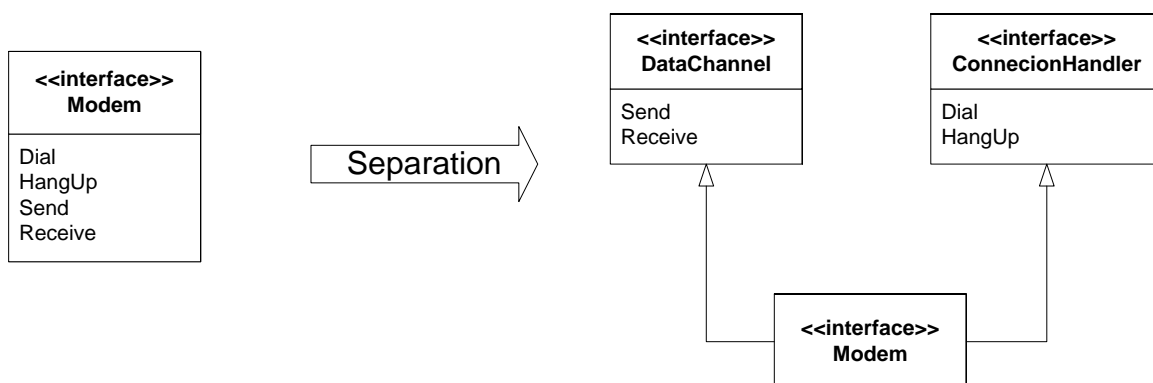 <<interface>>
Modem
Dial
HangUp
Send
Receive
Separation
<<interface>>
DataChannel
Send
Receive
<<interface>>
ConnecionHandler
Dial
HangUp
<<interface>>
Modem